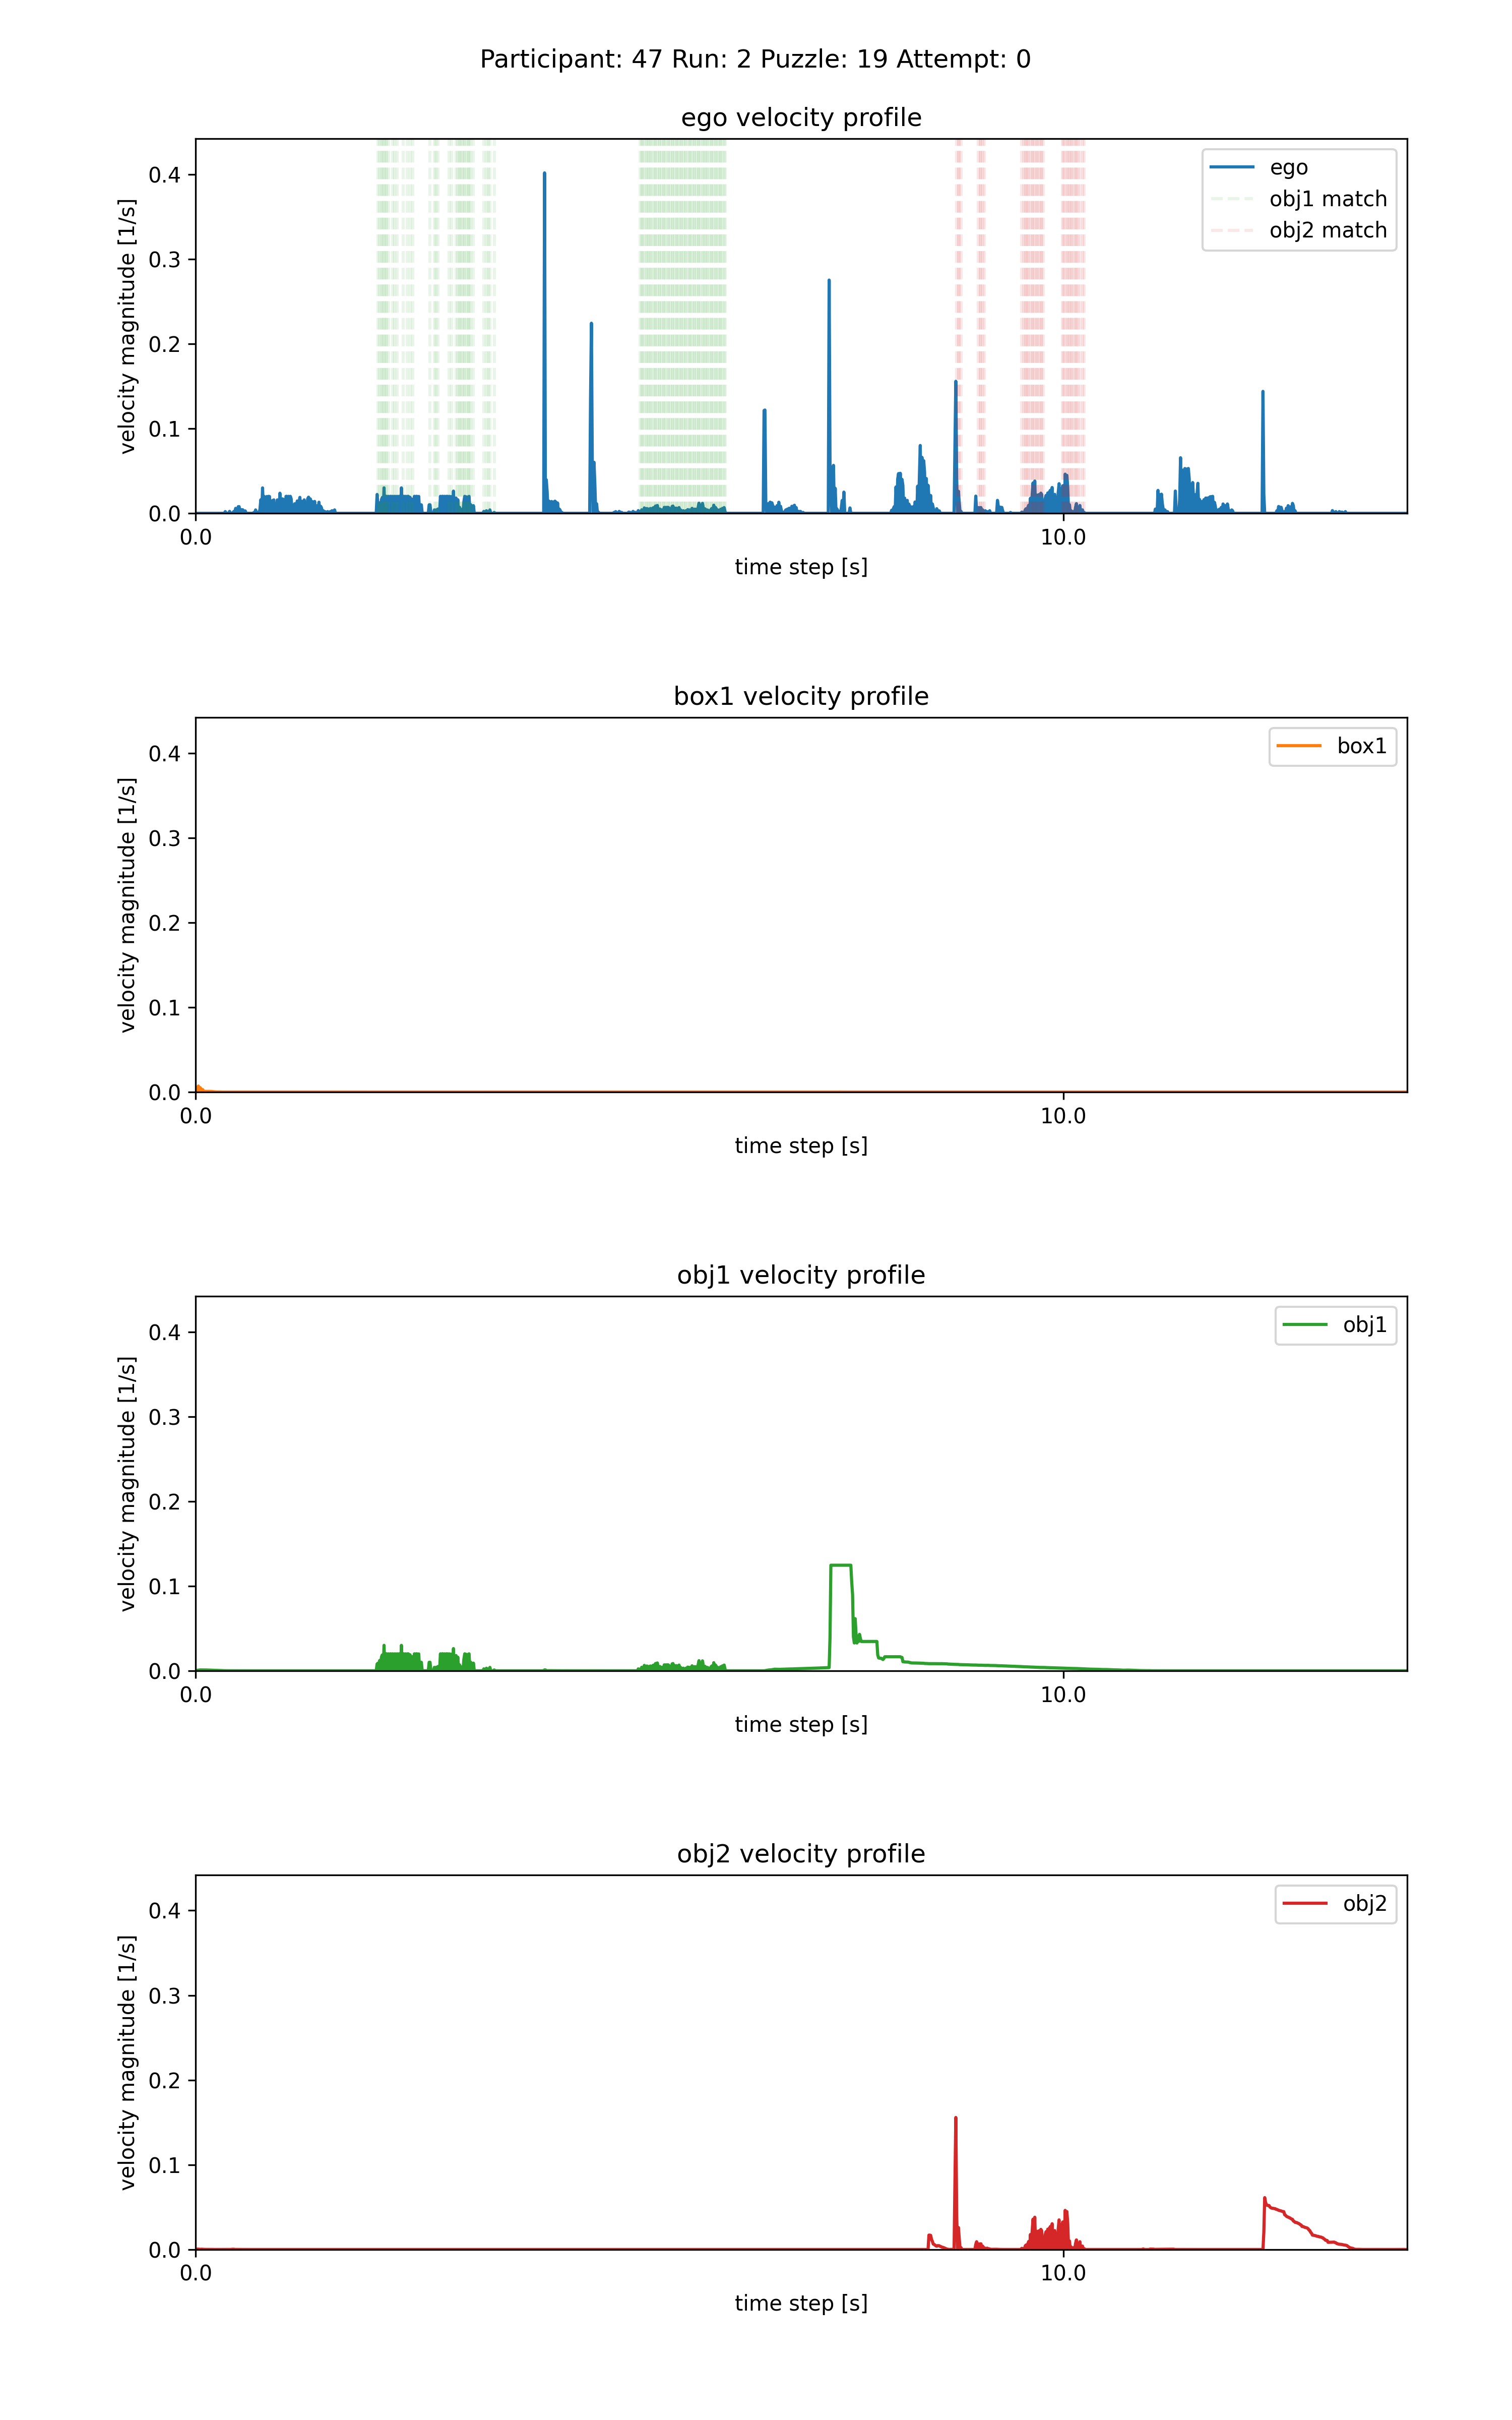 Participant: 47 Run: 2 Puzzle: 19 Attempt: 0
ego velocity profile
velocity magnitude [1/s]
0.4
0.3
0.2
0.1
0.0
ego
obj1 match
obj2 match
0.0 10.0
time step [s]
box1 velocity profile
velocity magnitude [1/s]
0.4
0.3
0.2
0.1
0.0
box1
0.0 10.0
time step [s]
obj1 velocity profile
velocity magnitude [1/s]
0.4
0.3
0.2
0.1
0.0
obj1
0.0 10.0
time step [s]
obj2 velocity profile
velocity magnitude [1/s]
0.4
0.3
0.2
0.1
0.0
obj2
0.0 10.0
time step [s]